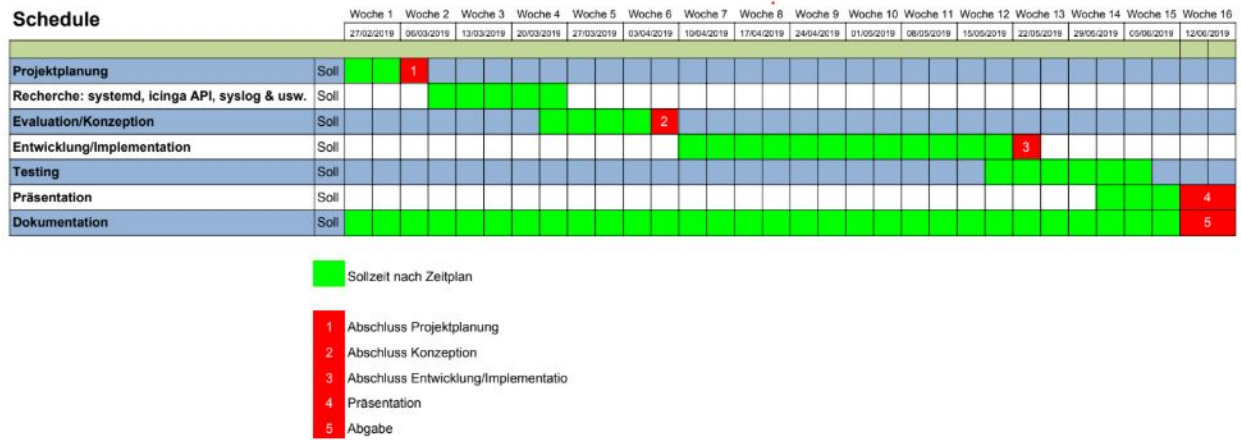 Schedule Woche 1 Woche 2 Woche 3 Woche 4 Woche 5 Woche 6 Woche 7 Woche 8 Woche 9 Woche 10 Woche 11 Woche 12 Woche 13 Woche 14 Woche 15 Woche 16
27/02/2019 06/03/2019 13/03/2019 20/03/2019 27/03/2019 03/04/2019 10/04/2019 17/04/2019 24/04/2019 01/05/2019 08/05/2019 15/05/2019 22/05/2019 29/05/2019 05/06/2019 12/06/2019
Projektplanung Soll 1
Recherche: systemd, icinga API, syslog & usw. Soll
Evaluation/Konzeption Soll 2
Entwicklung/Implementation Soll 3
Testing Soll
Präsentation Soll 4
Dokumentation Soll 5
Sollzeit nach Zeitplan
1 Abschluss Projektplanung
2 Abschluss Konzeption
3 Abschluss Entwicklung/Implementatio
4 Präsentation
5 Abgabe